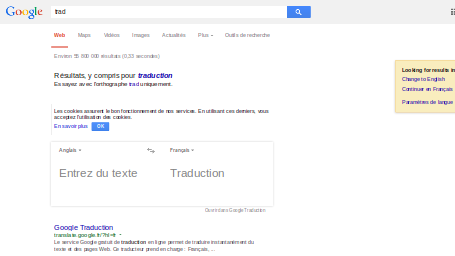 Google
trad
Web Maps Vidéos Images Actualités Plus Outils de recherche
Environ 55 800 000 résultats (0,33 secondes)
Looking for results in
Change to English
Continuer en Français
Paramètres de langue
Résultats, y compris pour traduction
Essayez avec l'orthographe trad uniquement.
Les cookies assurent le bon fonctionnement de nos services. En utilisant ces derniers, vous
acceptez l'utilisation des cookies.
En savoir plus OK
Anglais Français
Entrez du texte Traduction
Ouvrir dans Google Traduction
Google Traduction
translate.google.fr/?hl=fr
Le service Google gratuit de traduction en ligne permet de traduire instantanément du
texte et des pages Web. Ce traducteur prend en charge : Français, ...